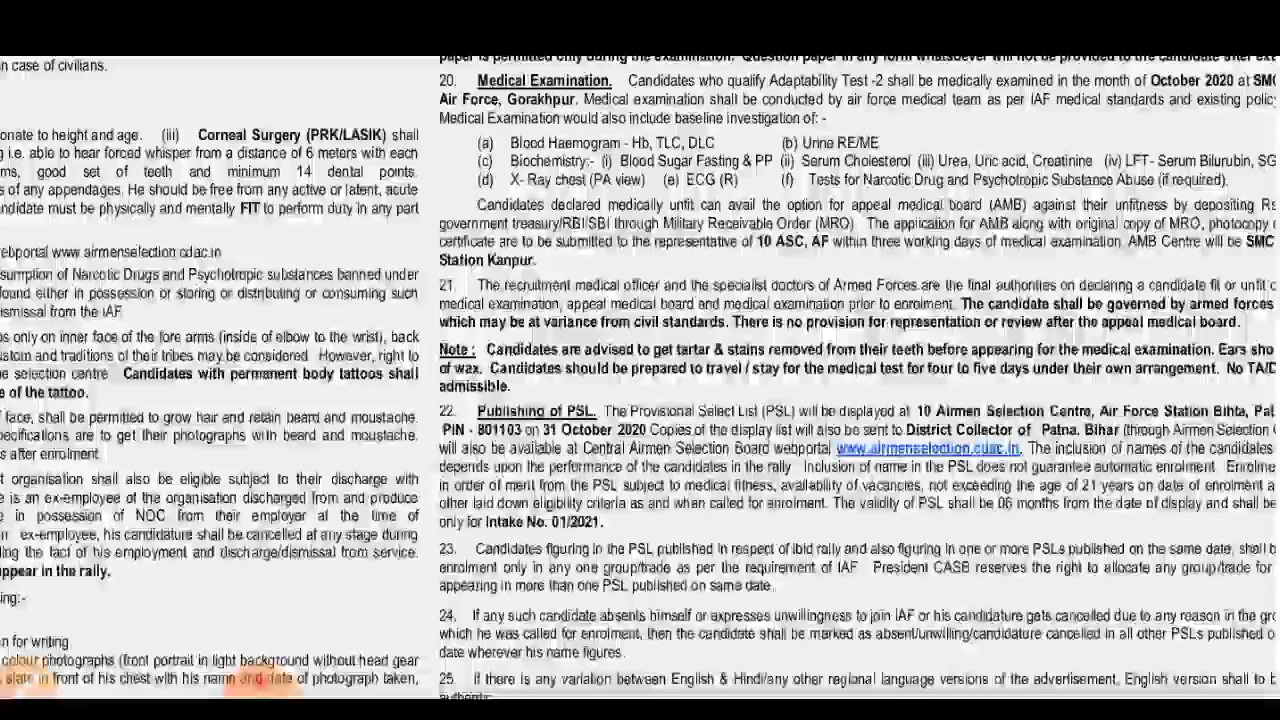 n case of civilians.
onate to height and age. (iii) Corneal Surgery (PRK/LASIK) shall
g i.e. able to hear forced whisper from a distance of 6 meters with each
ms, good set of teeth and minimum 14 dental points.
s of any appendages. He should be free from any active or latent, acute
ndidate must be physically and mentally FIT to perform duty in any part
ebportal www airmenselection cdac.in
sumption of Narcotic Drugs and Psychotropic substances banned under
found either in possession or storing or distributing or consuming such
ismissal from the IAF
os only on inner face of the fore arms (inside of elbow to the wrist), back
ustom and traditions of their tribes may be considered However, right to
he selection centre Candidates with permanent body tattoos shall
e of the tattoo.
f face, shall be permitted to grow hair and retain beard and moustache.
pecifications are to get their photographs with beard and moustache.
s after enrolment
t organisation shall also be eligible subject to their discharge with
e is an ex-employee of the organisation discharged from and produce
e in possession of NOC from their employer at the time of
n ex-employee, his candidature shall be cancelled at any stage during
ling the fact of his employment and discharge/dismissal from service.
appear in the rally.
ing:-
n for writing
colour photographs (front portrait in light background without head gear
slate in front of his chest with his name and date of photograph taken,
paper is permitted only during the examination. Question paper in any form whatsoever will not be provided to the candidate after
20. Medical Examination. Candidates who qualify Adaptability Test -2 shall be medically examined in the month of October 2020 at SMC
Air Force, Gorakhpur. Medical examination shall be conducted by air force medical team as per IAF medical standards and existing polic
Medical Examination would also include baseline investigation of: -
(a) Blood Haemogram - Hb, TLC, DLC (b) Urine RE/ME
(c) Biochemistry:- (i) Blood Sugar Fasting & PP (ii) Serum Cholesterol (iii) Urea, Uric acid, Creatinine (iv) LFT- Serum Bilurubin, SG
(d) X- Ray chest (PA view) (e) ECG (R) (f) Tests for Narcotic Drug and Psychotropic Substance Abuse (if required).
Candidates declared medically unfit can avail the option for appeal medical board (AMB) against their unfitness by depositing Rs
government treasury/RBI/SBI through Military Receivable Order (MRO) The application for AMB along with original copy of MRO, photocopy
certificate are to be submitted to the representative of 10 ASC, AF within three working days of medical examination. AMB Centre will be SMC
Station Kanpur.
21. The recruitment medical officer and the specialist doctors of Armed Forces are the final authorities on declaring a candidate fit or unfit
medical examination, appeal medical board and medical examination prior to enrolment. The candidate shall be governed by armed forces
which may be at variance from civil standards. There is no provision for representation or review after the appeal medical board.
Note : Candidates are advised to get tartar & stains removed from their teeth before appearing for the medical examination. Ears sho
of wax. Candidates should be prepared to travel / stay for the medical test for four to five days under their own arrangement. No TA/D
admissible.
22. Publishing of PSL. The Provisional Select List (PSL) will be displayed at 10 Airmen Selection Centre, Air Force Station Bihta, Pat
PIN - 801103 on 31 October 2020 Copies of the display list will also be sent to District Collector of Patna, Bihar (through Airmen Selection
will also be available at Central Airmen Selection Board webportal www.airmenselection.cdac.in. The inclusion of names of the candidates
depends upon the performance of the candidates in the rally Inclusion of name in the PSL does not guarantee automatic enrolment Enrolme
in order of merit from the PSL subject to medical fitness, availability of vacancies, not exceeding the age of 21 years on date of enrolment a
other laid down eligibility criteria as and when called for enrolment. The validity of PSL shall be 06 months from the date of display and shall be
only for Intake No. 01/2021.
23. Candidates figuring in the PSL published in respect of ibid rally and also figuring in one or more PSLs published on the same date, shall b
enrolment only in any one group/trade as per the requirement of IAF President CASB reserves the right to allocate any group/trade for
appearing in more than one PSL published on same date.
24. If any such candidate absents himself or expresses unwillingness to join IAF or his candidature gets cancelled due to any reason in the gro
which he was called for enrolment, then the candidate shall be marked as absent/unwilling/candidature cancelled in all other PSLs published o
date wherever his name figures.
25. If there is any variation between English & Hindi/any other regional language versions of the advertisement, English version shall to b
authentic